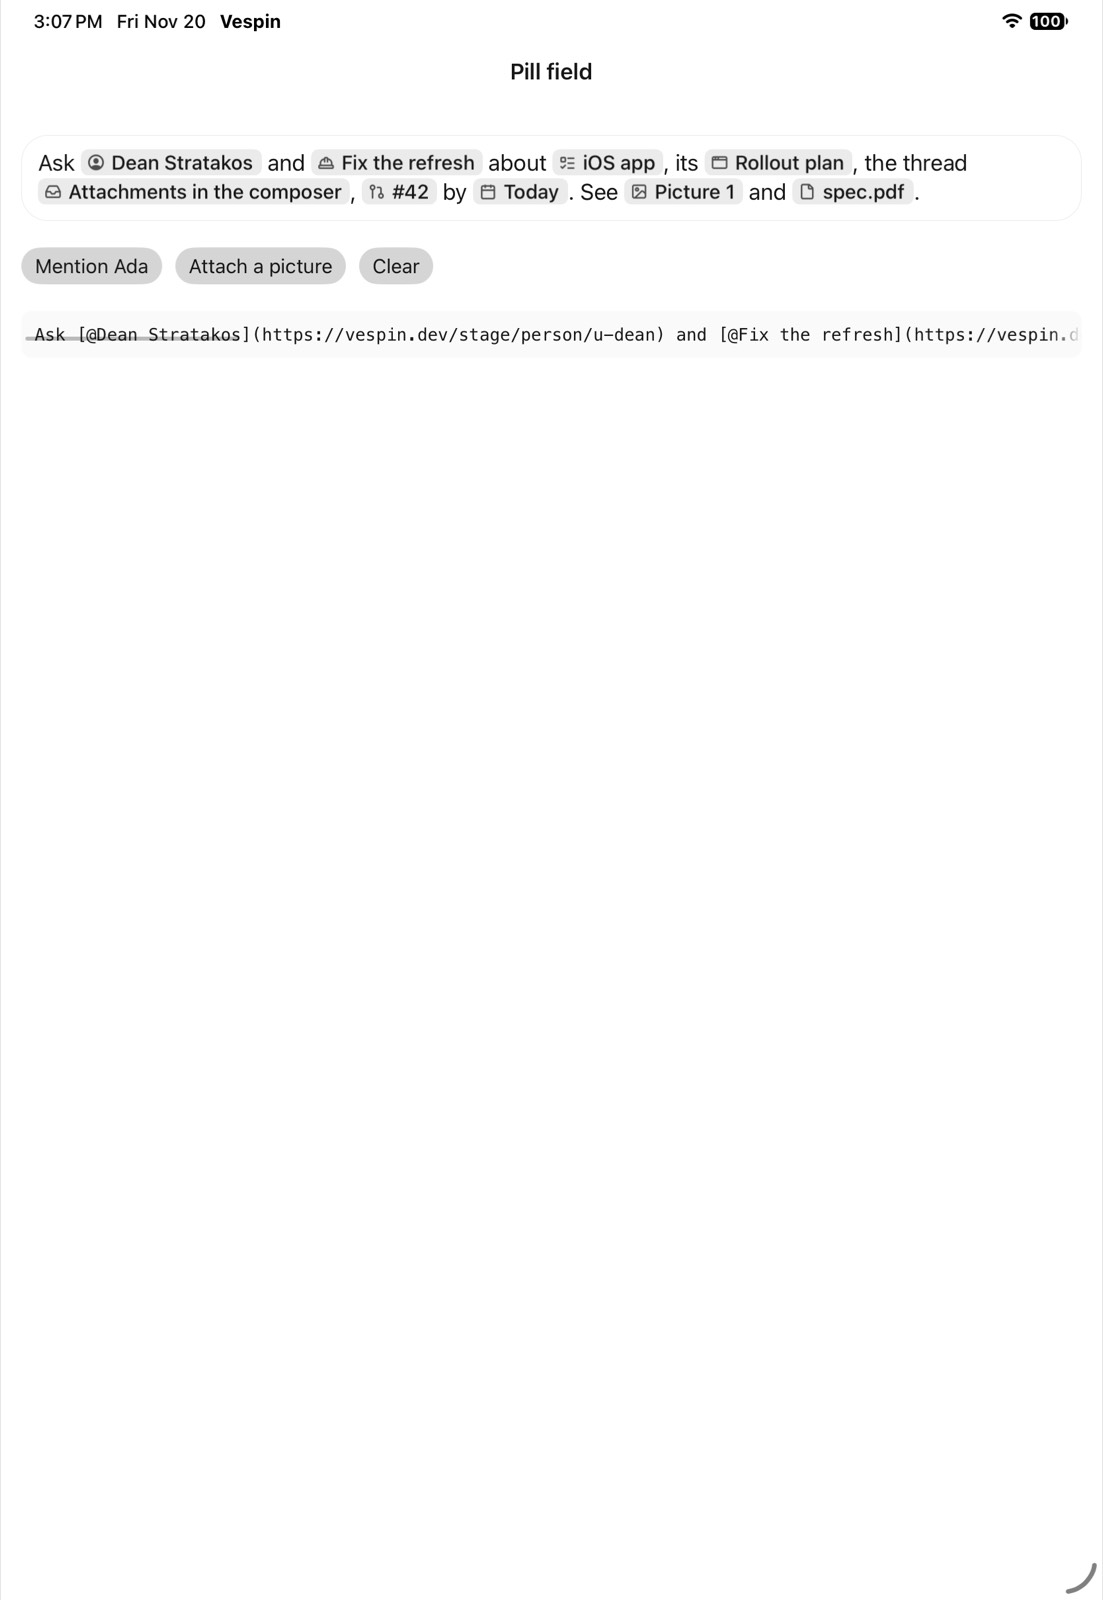 3:07 PM Fri Nov 20 Vespin 100
Pill field
Ask Dean Stratakos and Fix the refresh about iOS app , its Rollout plan , the thread
Attachments in the composer , #42 by Today . See Picture 1 and spec.pdf .
Mention Ada Attach a picture Clear
Ask [@Dean Stratakos](https://vespin.dev/stage/person/u-dean) and [@Fix the refresh](https://vespin.d